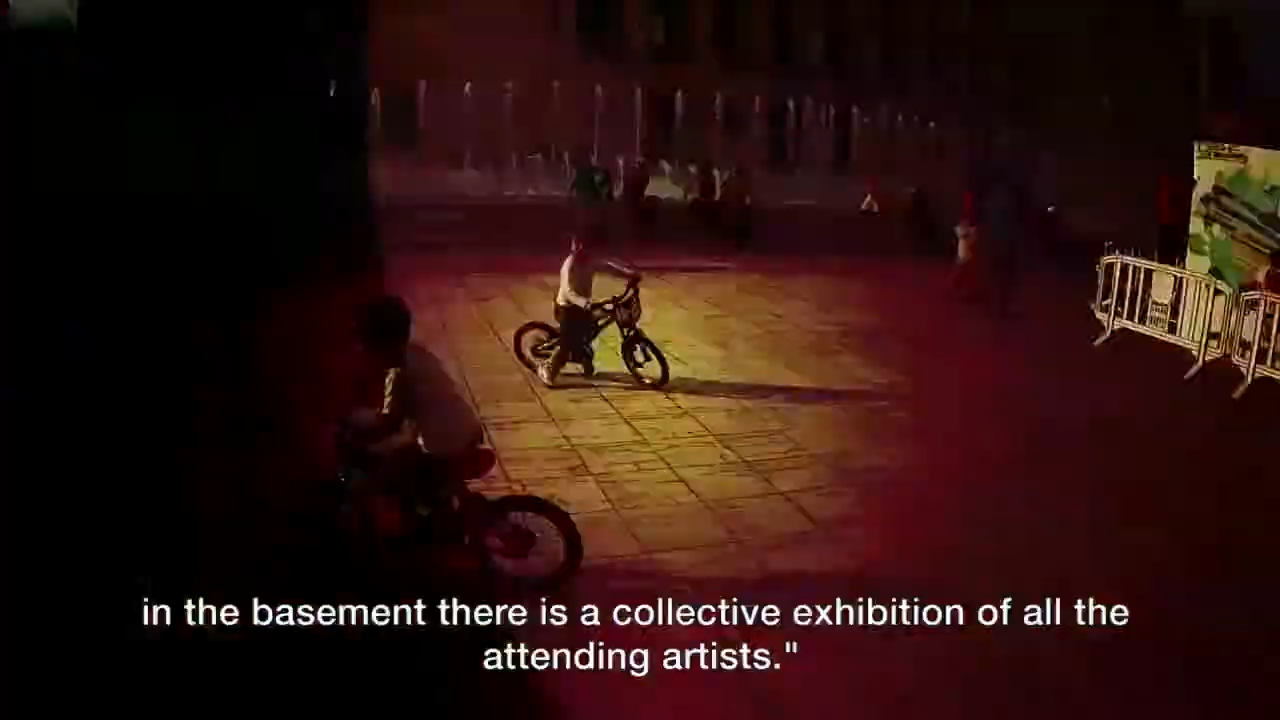 in the basement there is a collective exhibition of all the
attending artists."